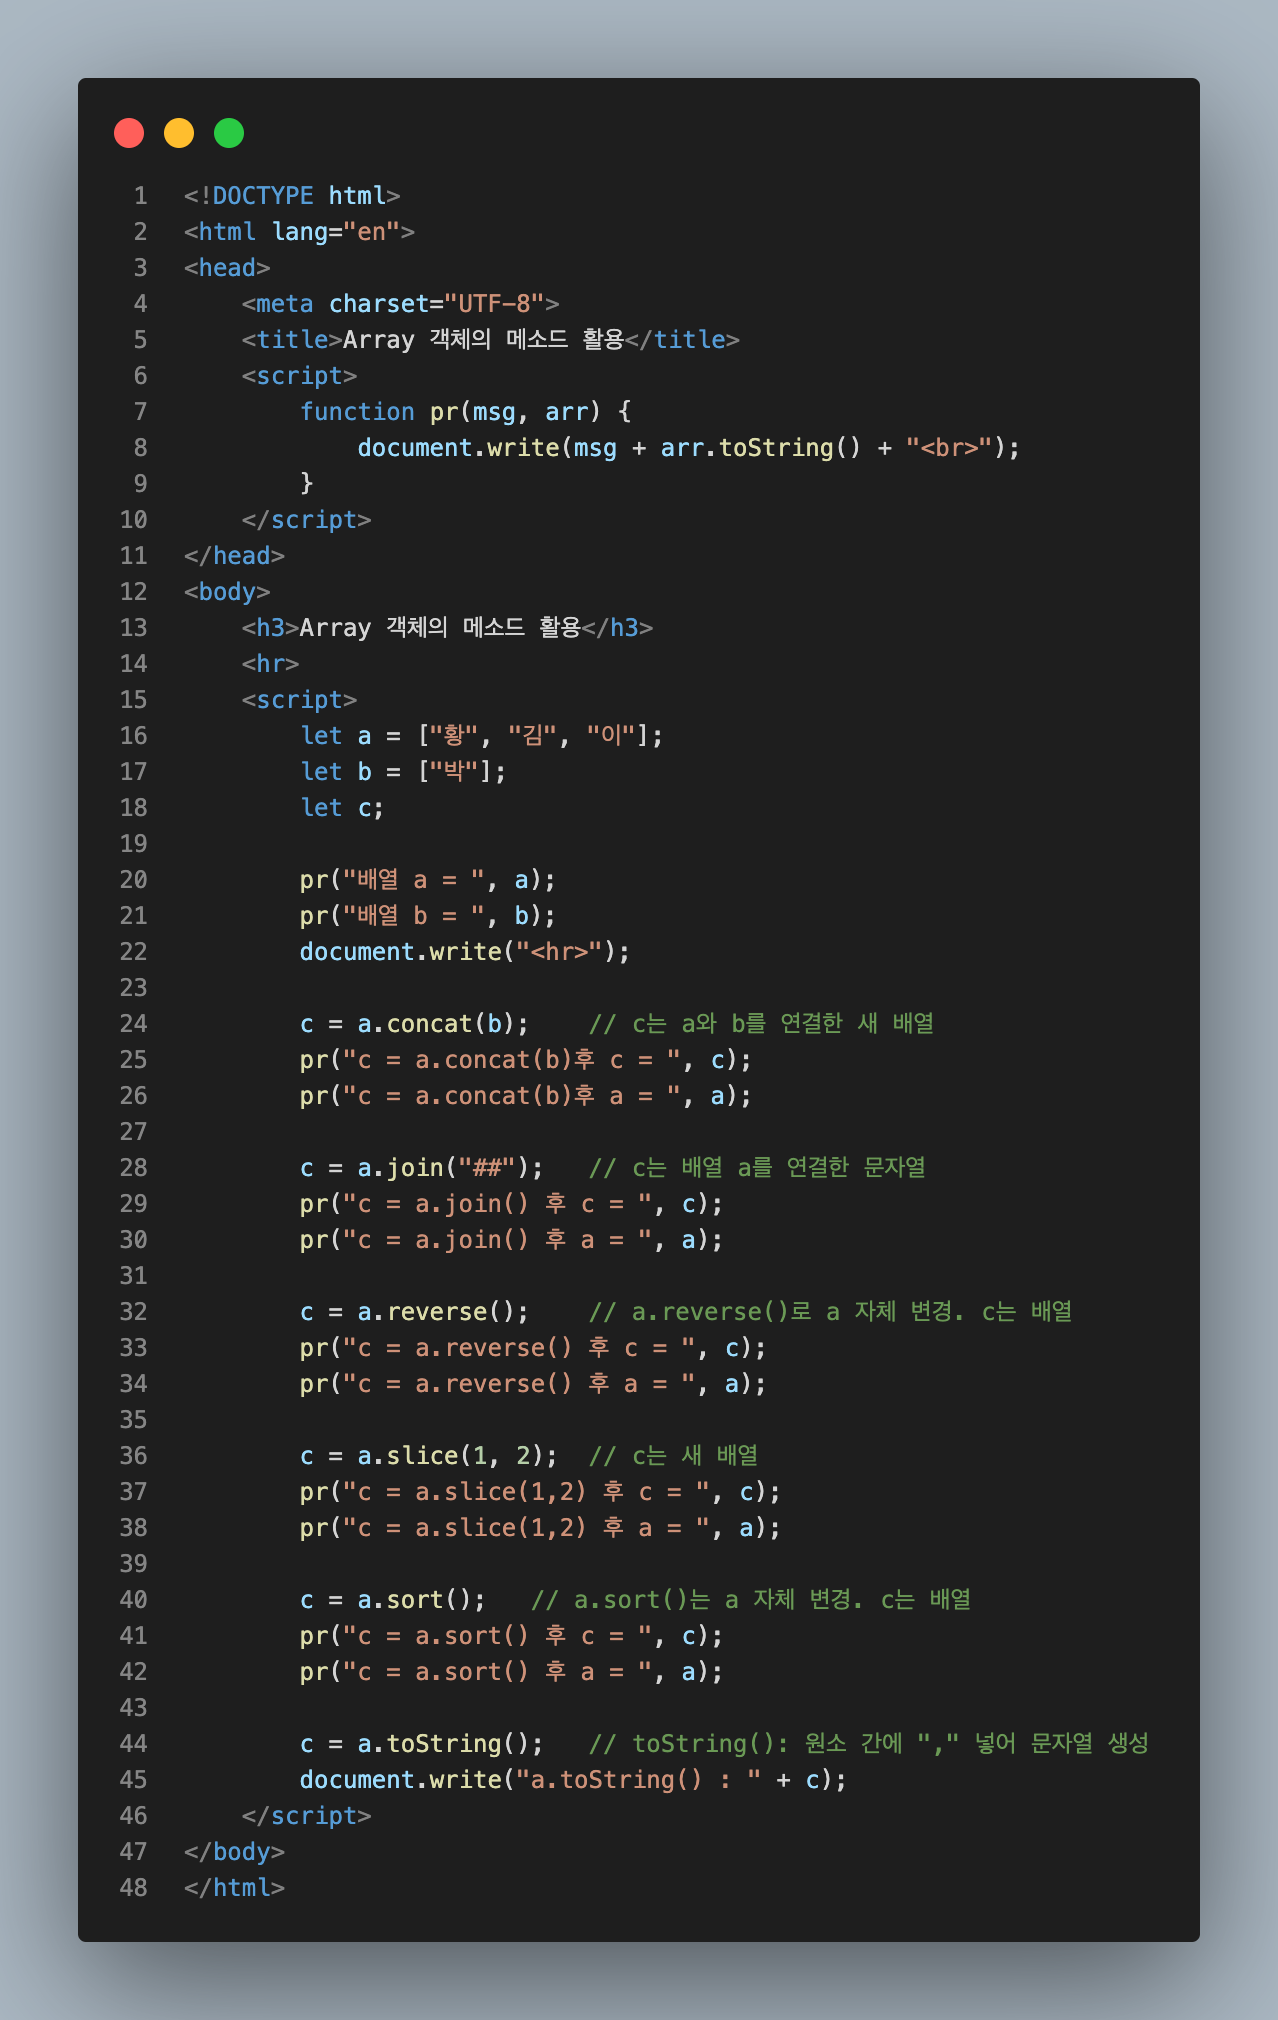 1 <!DOCTYPE html>
2 <html lang="en">
3 <head>
4     <meta charset="UTF-8">
5     <title>Array 객체의 메소드 활용</title>
6     <script>
7         function pr(msg, arr) {
8             document.write(msg + arr.toString() + "<br>");
9         }
10     </script>
11 </head>
12 <body>
13     <h3>Array 객체의 메소드 활용</h3>
14     <hr>
15     <script>
16         let a = ["황", "김", "이"];
17         let b = ["박"];
18         let c;
19
20         pr("배열 a = ", a);
21         pr("배열 b = ", b);
22         document.write("<hr>");
23
24         c = a.concat(b);    // c는 a와 b를 연결한 새 배열
25         pr("c = a.concat(b)후 c = ", c);
26         pr("c = a.concat(b)후 a = ", a);
27
28         c = a.join("##");   // c는 배열 a를 연결한 문자열
29         pr("c = a.join() 후 c = ", c);
30         pr("c = a.join() 후 a = ", a);
31
32         c = a.reverse();    // a.reverse()로 a 자체 변경. c는 배열
33         pr("c = a.reverse() 후 c = ", c);
34         pr("c = a.reverse() 후 a = ", a);
35
36         c = a.slice(1, 2);  // c는 새 배열
37         pr("c = a.slice(1,2) 후 c = ", c);
38         pr("c = a.slice(1,2) 후 a = ", a);
39
40         c = a.sort();   // a.sort()는 a 자체 변경. c는 배열
41         pr("c = a.sort() 후 c = ", c);
42         pr("c = a.sort() 후 a = ", a);
43
44         c = a.toString();   // toString(): 원소 간에 "," 넣어 문자열 생성
45         document.write("a.toString() : " + c);
46     </script>
47 </body>
48 </html>